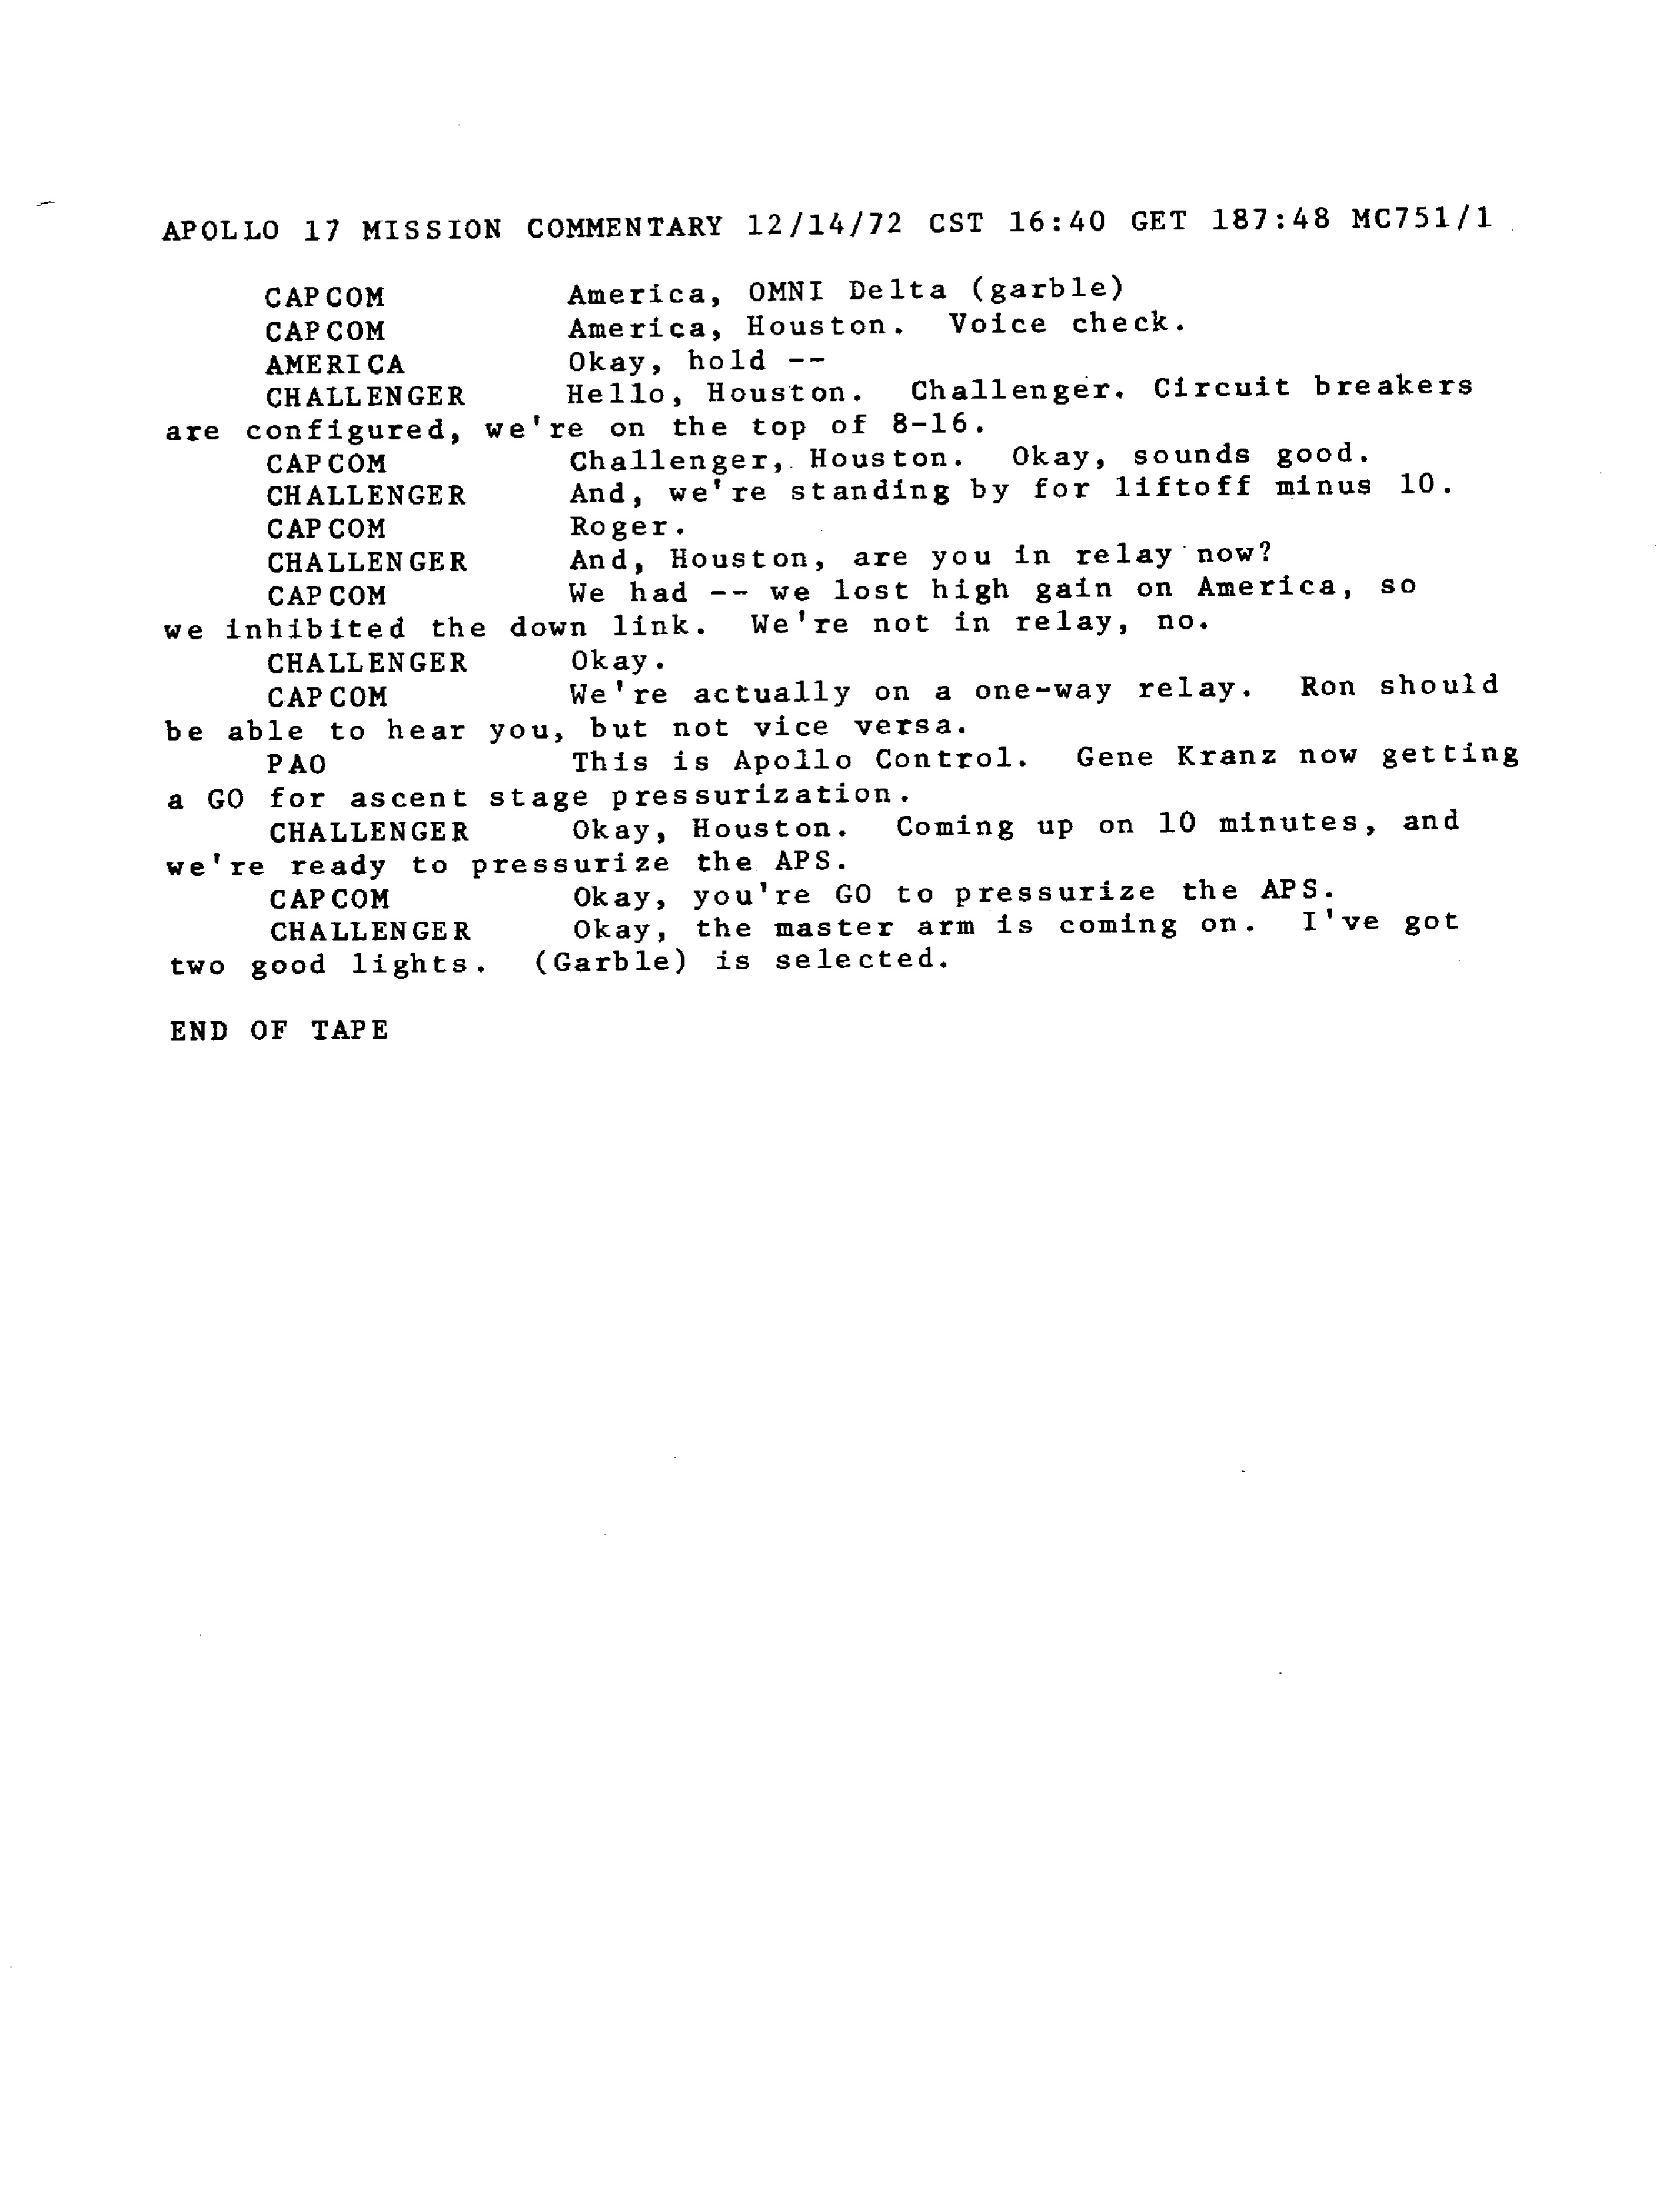 APOLLO 17 MISSION COMMENTARY 12/14/72 CST 16:40 GET 187:48 MC751/1
CAPCOM America, OMNI Delta (garble)
CAPCOM America, Houston. Voice check.
AMERICA Okay, hold --
CHALLENGER Hello, Houston. Challenger. Circuit breakers
are configured, we're on the top of 8-16.
CAPCOM Challenger, Houston. Okay, sounds good.
CHALLENGER And, we're standing by for liftoff minus 10.
CAPCOM Roger.
CHALLENGER And, Houston, are you in relay now?
CAPCOM We had -- we lost high gain on America, so
we inhibited the down link. We're not in relay, no.
CHALLENGER Okay.
CAPCOM We're actually on a one-way relay. Ron should
be able to hear you, but not vice versa.
PAO This is Apollo Control. Gene Kranz now getting
a GO for ascent stage pressurization.
CHALLENGER Okay, Houston. Coming up on 10 minutes, and
we're ready to pressurize the APS.
CAPCOM Okay, you're GO to pressurize the APS.
CHALLENGER Okay, the master arm is coming on. I've got
two good lights. (Garble) is selected.
END OF TAPE